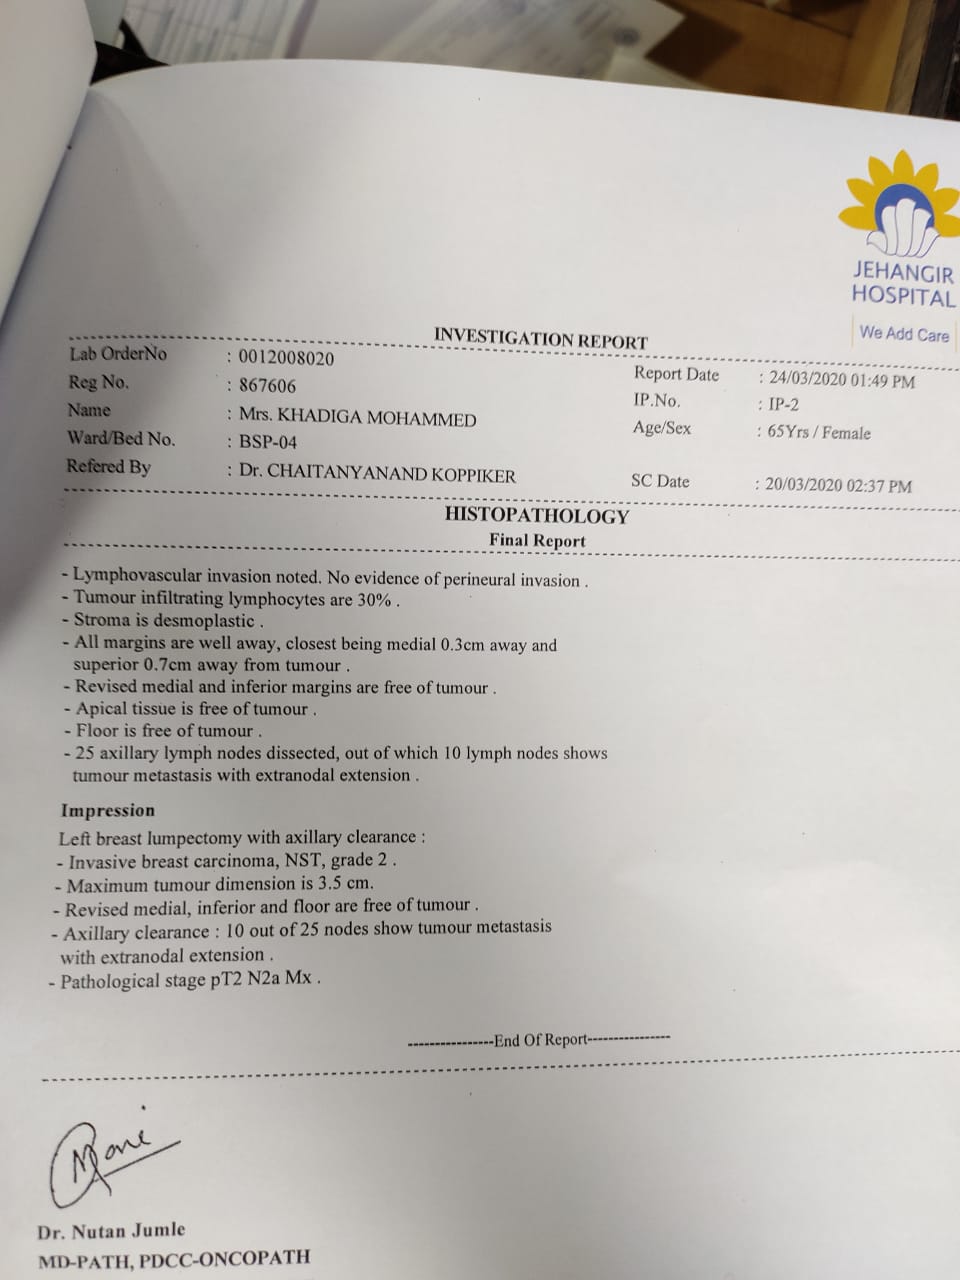 JEHANGIR
HOSPITAL
We Add Care
INVESTIGATION REPORT
Lab OrderNo : 0012008020
Report Date : 24/03/2020 01:49 PM
Reg No. : 867606
IP.No. : IP-2
Name : Mrs. KHADIGA MOHAMMED
Age/Sex : 65Yrs / Female
Ward/Bed No. : BSP-04
Refered By : Dr. CHAITANYANAND KOPPIKER
SC Date : 20/03/2020 02:37 PM
HISTOPATHOLOGY
Final Report
- Lymphovascular invasion noted. No evidence of perineural invasion .
- Tumour infiltrating lymphocytes are 30% .
- Stroma is desmoplastic .
- All margins are well away, closest being medial 0.3cm away and
superior 0.7cm away from tumour .
- Revised medial and inferior margins are free of tumour .
- Apical tissue is free of tumour .
- Floor is free of tumour .
- 25 axillary lymph nodes dissected, out of which 10 lymph nodes shows
tumour metastasis with extranodal extension .
Impression
Left breast lumpectomy with axillary clearance :
- Invasive breast carcinoma, NST, grade 2 .
- Maximum tumour dimension is 3.5 cm.
- Revised medial, inferior and floor are free of tumour .
- Axillary clearance : 10 out of 25 nodes show tumour metastasis
with extranodal extension .
- Pathological stage pT2 N2a Mx .
----------------End Of Report----------------
Dr. Nutan Jumle
MD-PATH, PDCC-ONCOPATH